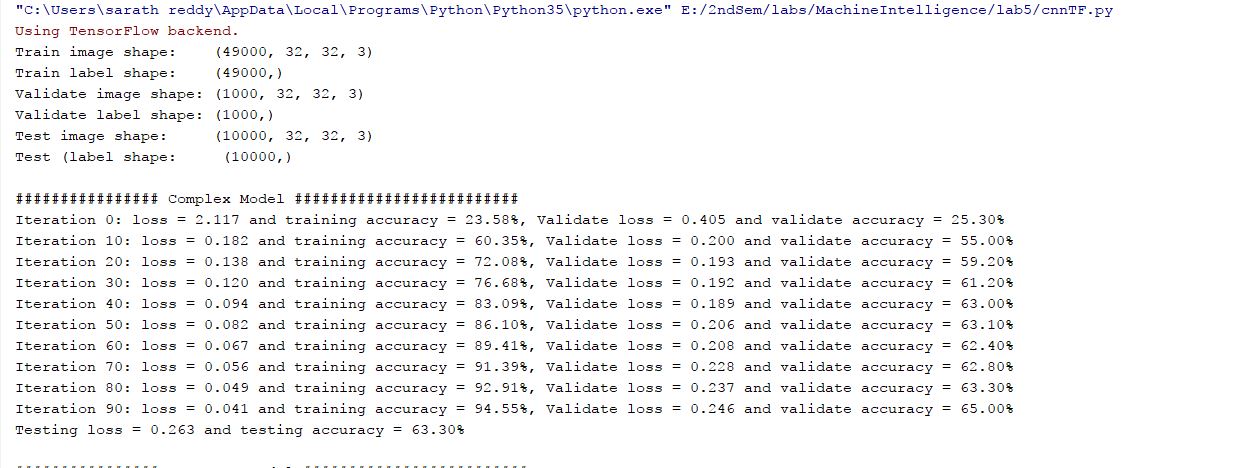 "C:\Users\sarath reddy\AppData\Local\Programs\Python\Python35\python.exe" E:/2ndSem/labs/MachineIntelligence/lab5/cnnTF.py
Using TensorFlow backend.
Train image shape:    (49000, 32, 32, 3)
Train label shape:    (49000,)
Validate image shape: (1000, 32, 32, 3)
Validate label shape: (1000,)
Test image shape:     (10000, 32, 32, 3)
Test (label shape:     (10000,)
################ Complex Model #########################
Iteration 0: loss = 2.117 and training accuracy = 23.58%, Validate loss = 0.405 and validate accuracy = 25.30%
Iteration 10: loss = 0.182 and training accuracy = 60.35%, Validate loss = 0.200 and validate accuracy = 55.00%
Iteration 20: loss = 0.138 and training accuracy = 72.08%, Validate loss = 0.193 and validate accuracy = 59.20%
Iteration 30: loss = 0.120 and training accuracy = 76.68%, Validate loss = 0.192 and validate accuracy = 61.20%
Iteration 40: loss = 0.094 and training accuracy = 83.09%, Validate loss = 0.189 and validate accuracy = 63.00%
Iteration 50: loss = 0.082 and training accuracy = 86.10%, Validate loss = 0.206 and validate accuracy = 63.10%
Iteration 60: loss = 0.067 and training accuracy = 89.41%, Validate loss = 0.208 and validate accuracy = 62.40%
Iteration 70: loss = 0.056 and training accuracy = 91.39%, Validate loss = 0.228 and validate accuracy = 62.80%
Iteration 80: loss = 0.049 and training accuracy = 92.91%, Validate loss = 0.237 and validate accuracy = 63.30%
Iteration 90: loss = 0.041 and training accuracy = 94.55%, Validate loss = 0.246 and validate accuracy = 65.00%
Testing loss = 0.263 and testing accuracy = 63.30%